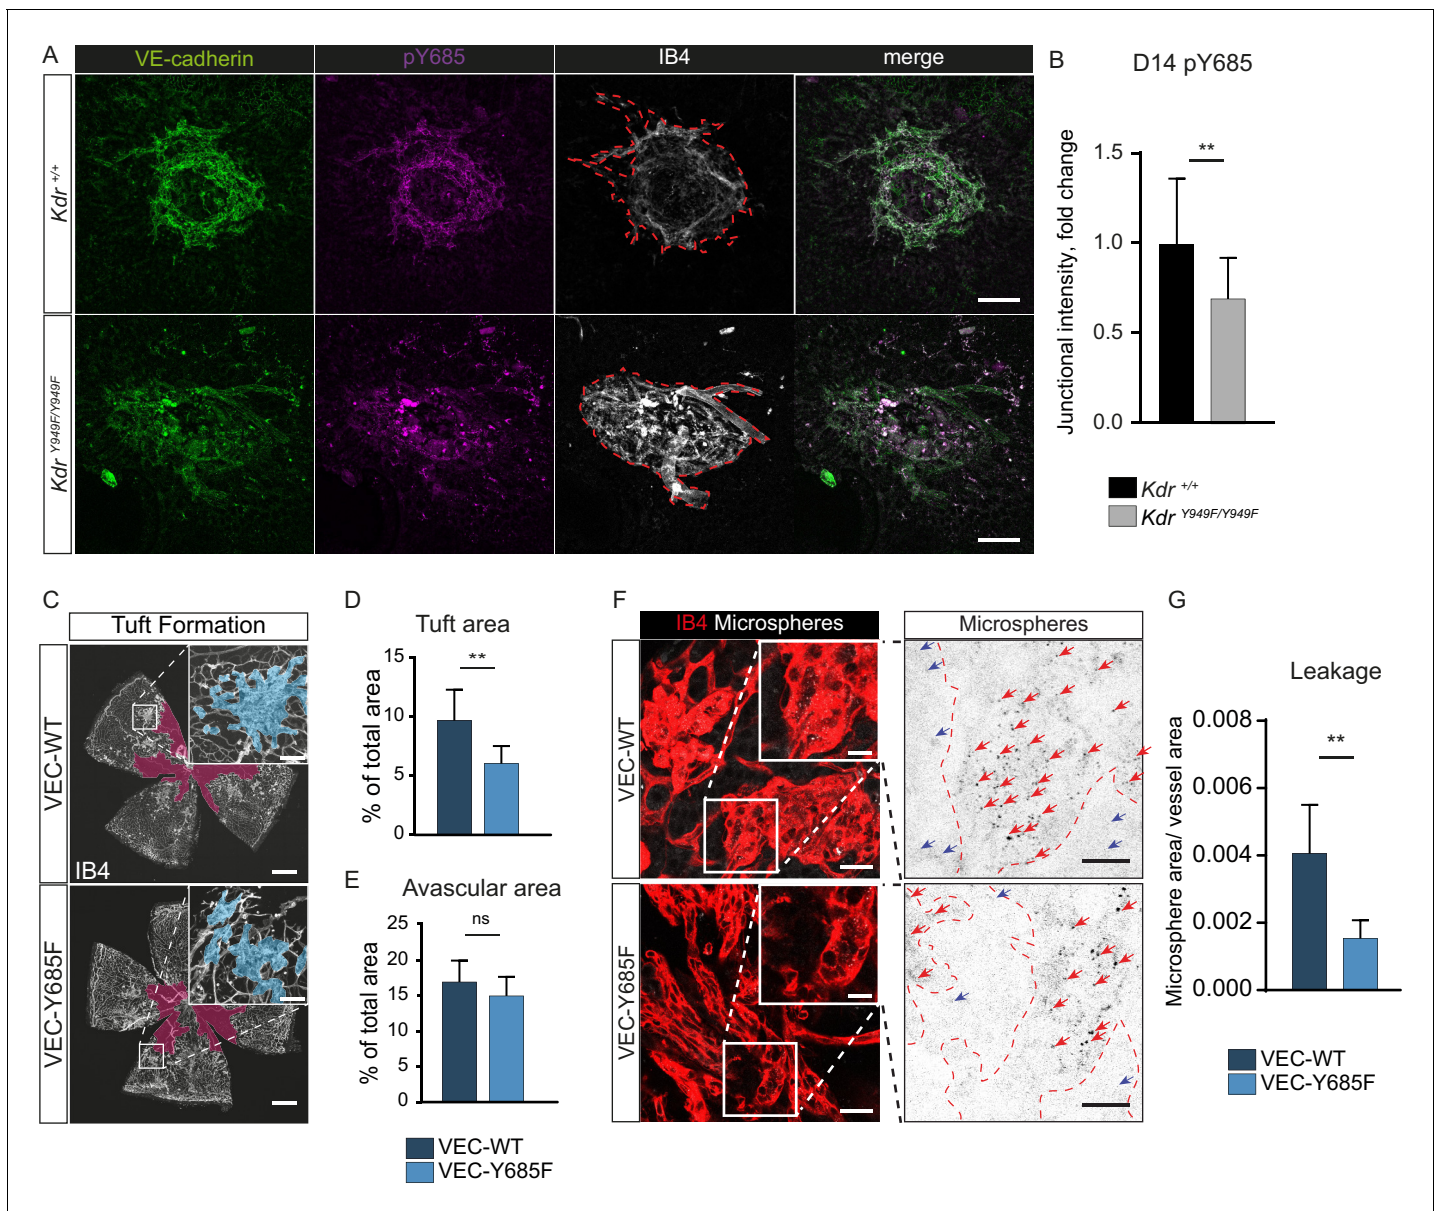 A
VE-cadherin
pY685
IB4
merge
Kdr +/+
Kdr Y949F/Y949F
B
D14 pY685
**
1.5
1.0
0.5
0.0
Junctional intensity, fold change
Kdr +/+
Kdr Y949F/Y949F
C
Tuft Formation
VEC-WT
IB4
VEC-Y685F
D
Tuft area
**
15
10
5
0
% of total area
E
Avascular area
ns
25
20
15
10
5
0
% of total area
VEC-WT
VEC-Y685F
F
IB4 Microspheres
Microspheres
VEC-WT
VEC-Y685F
G
Leakage
**
0.008
0.006
0.004
0.002
0.000
Microsphere area/ vessel area
VEC-WT
VEC-Y685F